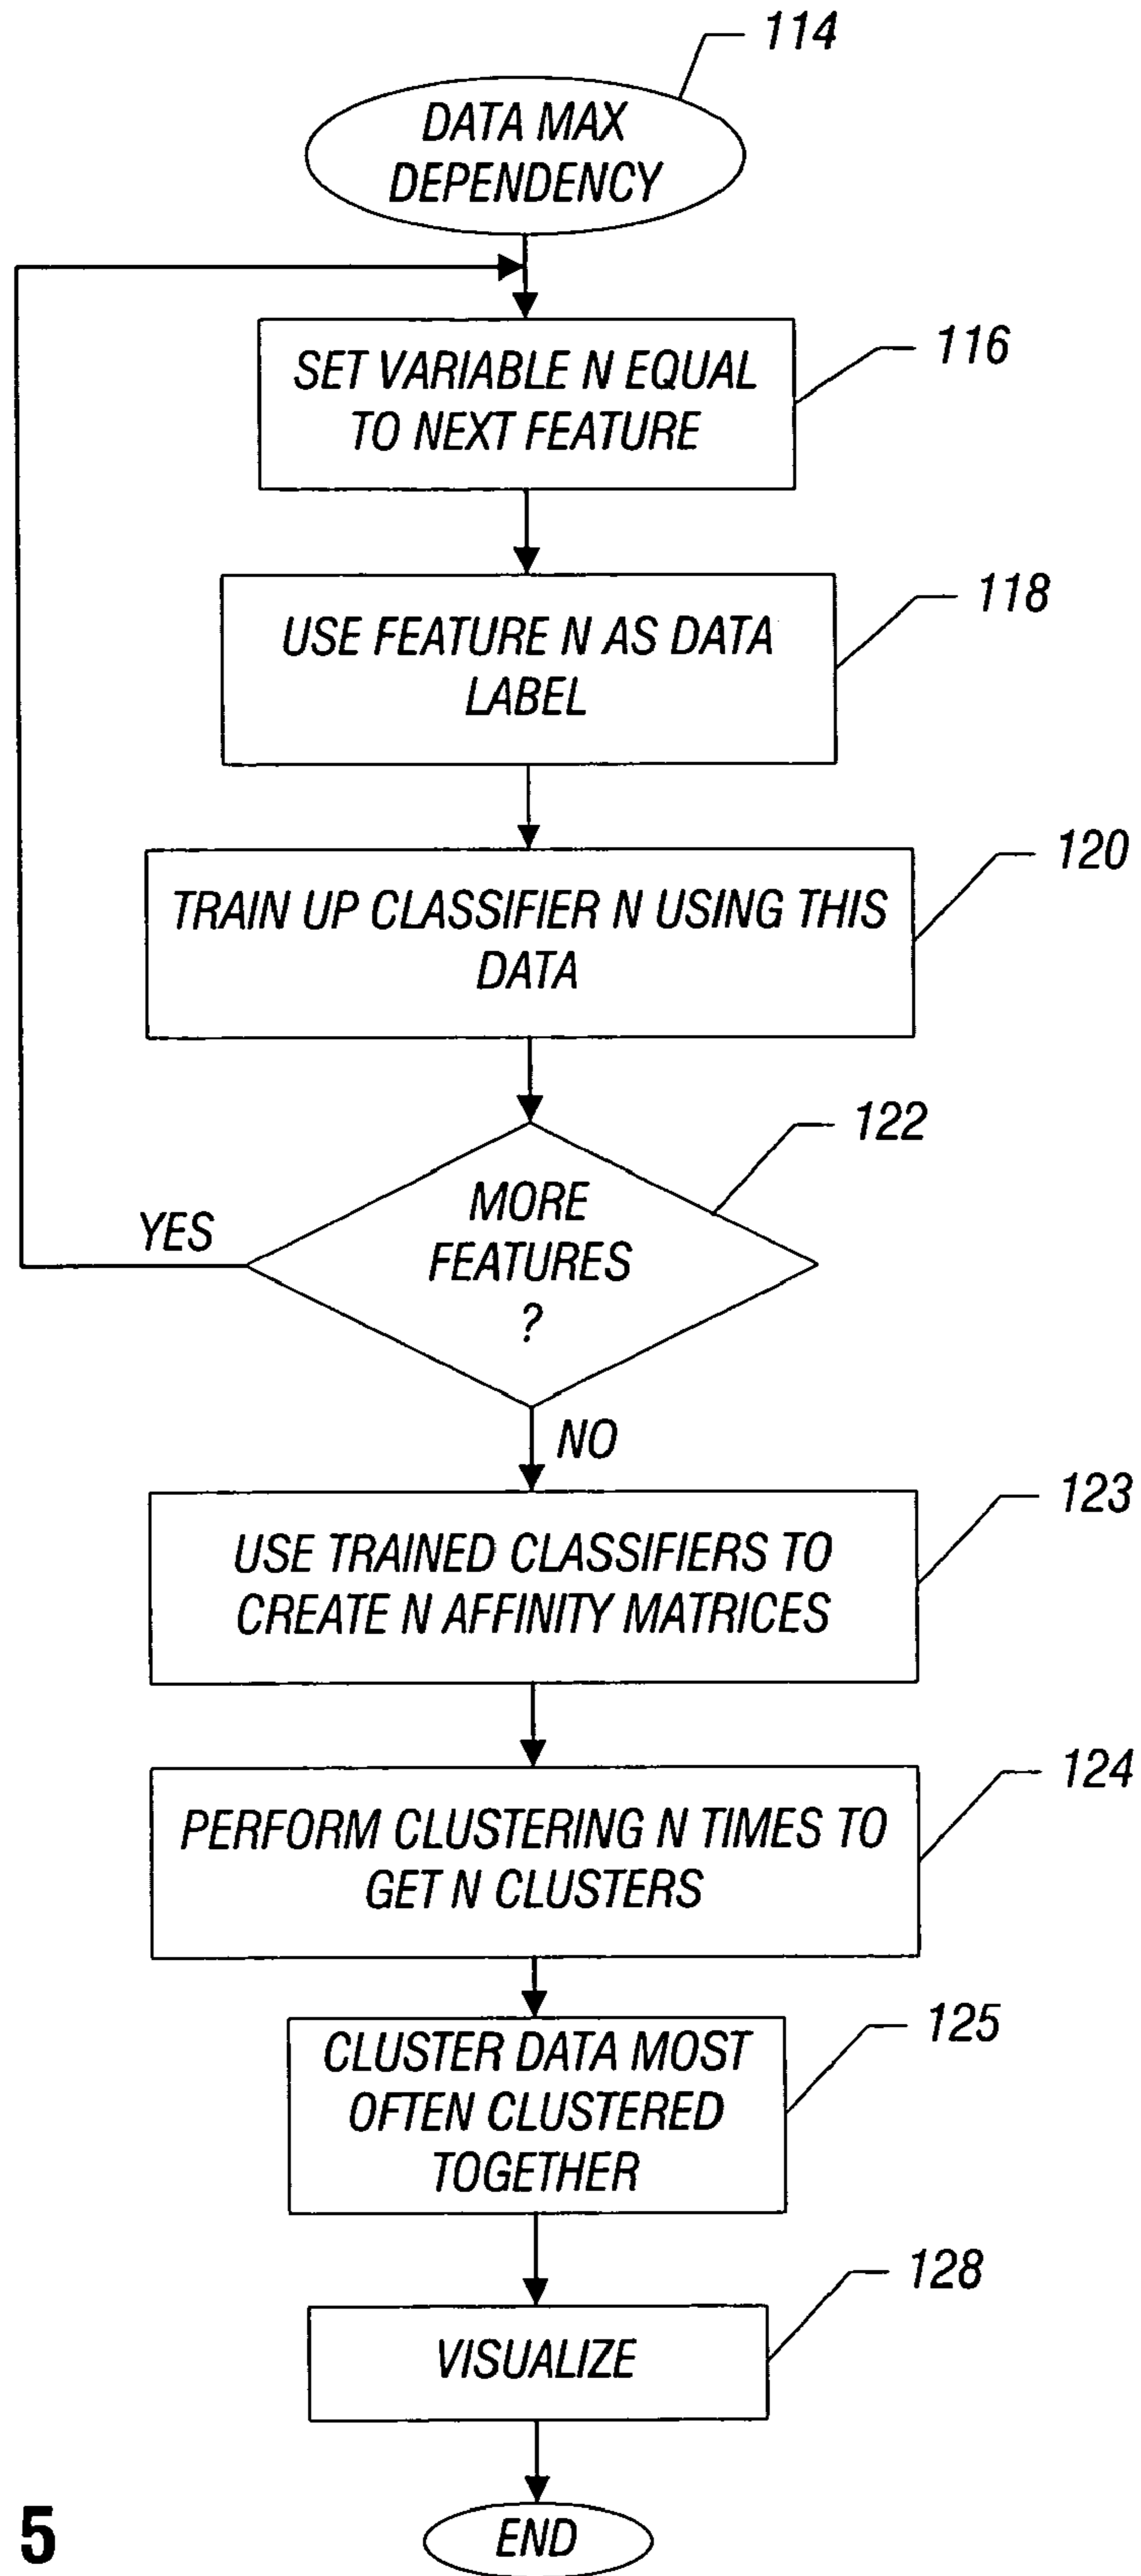 114
DATA MAX
DEPENDENCY
116
SET VARIABLE N EQUAL
TO NEXT FEATURE
118
USE FEATURE N AS DATA
LABEL
120
TRAIN UP CLASSIFIER N USING THIS
DATA
122
MORE
FEATURES
?
YES
NO
123
USE TRAINED CLASSIFIERS TO
CREATE N AFFINITY MATRICES
124
PERFORM CLUSTERING N TIMES TO
GET N CLUSTERS
125
CLUSTER DATA MOST
OFTEN CLUSTERED
TOGETHER
128
VISUALIZE
END
5